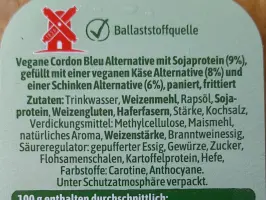 Ballaststoffquelle
Vegane Cordon Bleu Alternative mit Sojaprotein (9%),
gefüllt mit einer veganen Käse Alternative (8%) und
einer Schinken Alternative (6%), paniert, frittiert
Zutaten: Trinkwasser, Weizenmehl, Rapsöl, Soja-
protein, Weizengluten, Haferfasern, Stärke, Kochsalz,
Verdickungsmittel: Methylcellulose, Maismehl,
natürliches Aroma, Weizenstärke, Branntweinessig,
Säureregulator: gepufferter Essig, Gewürze, Zucker,
Flohsamenschalen, Kartoffelprotein, Hefe,
Farbstoffe: Carotine, Anthocyane.
Unter Schutzatmosphäre verpackt.
100 g enthalten durchschnittlich: